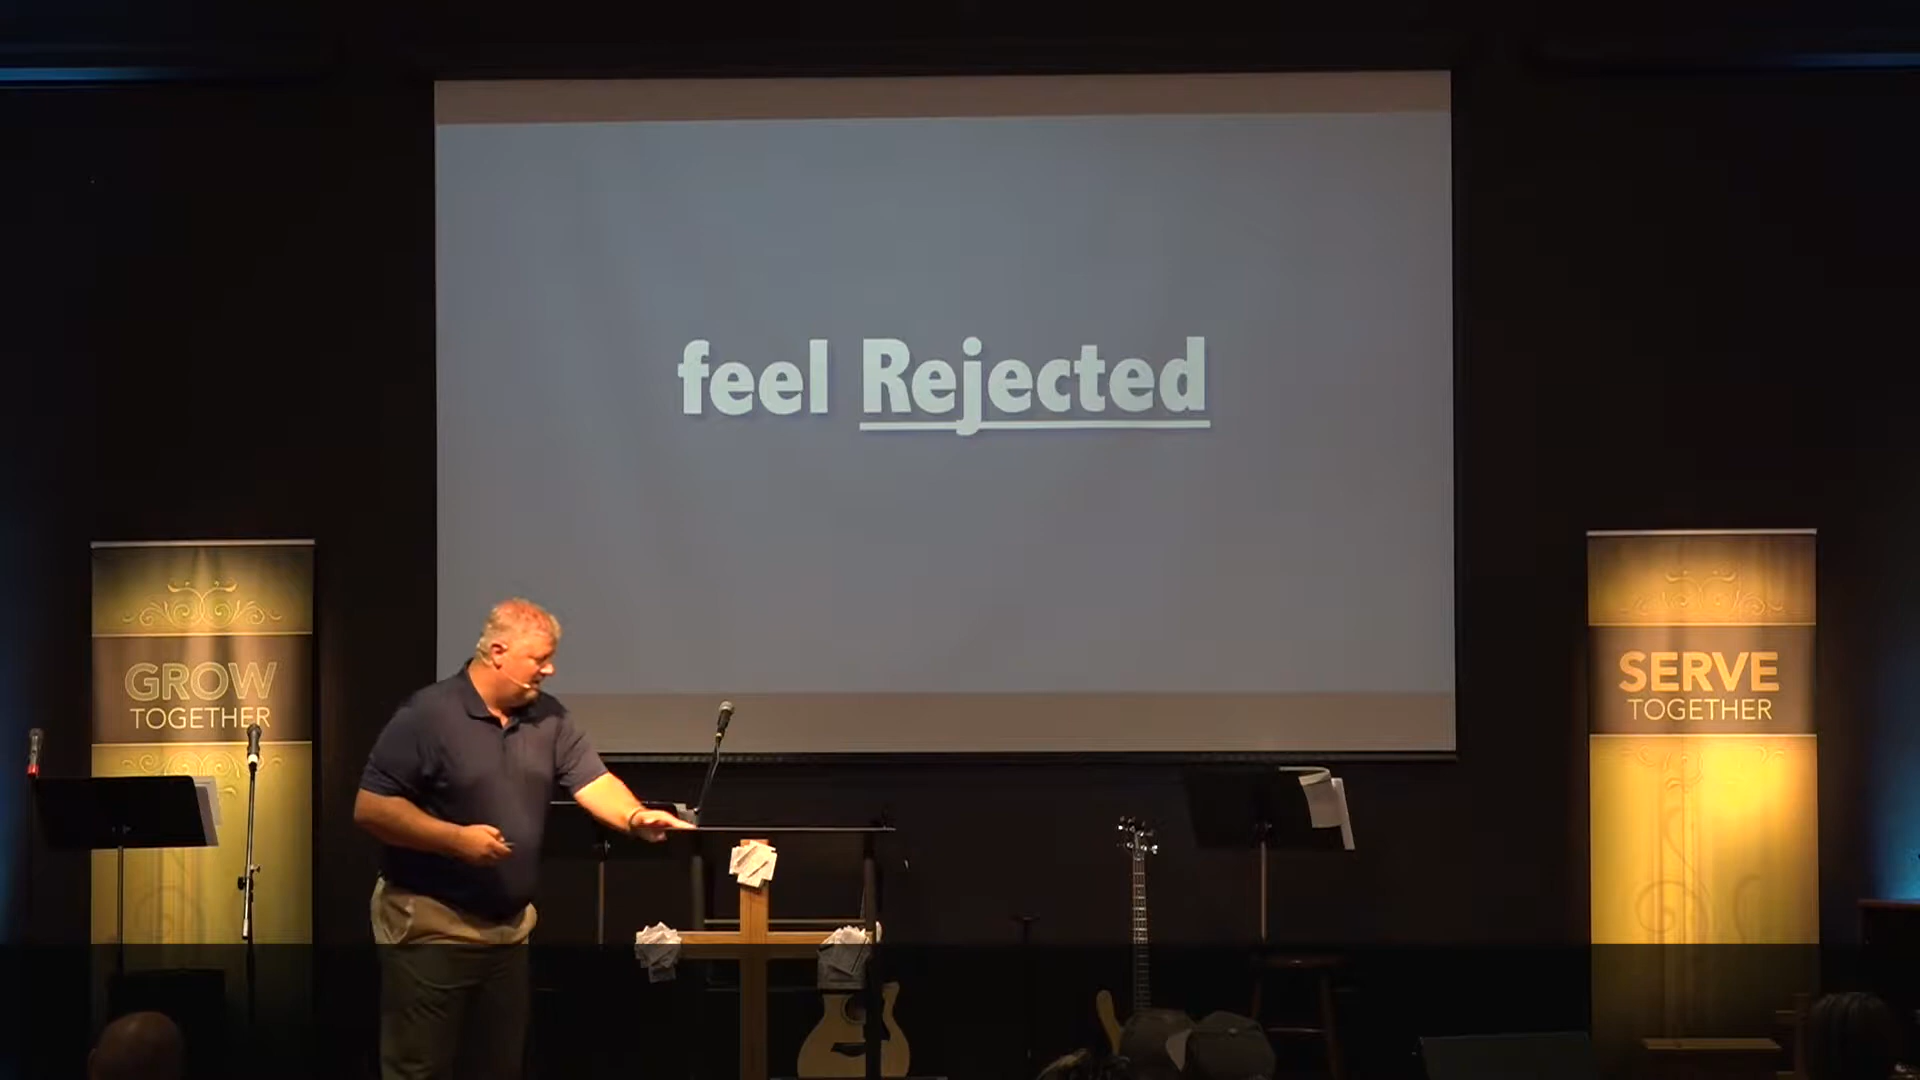 feel Rejected
GROW
TOGETHER
SERVE
TOGETHER